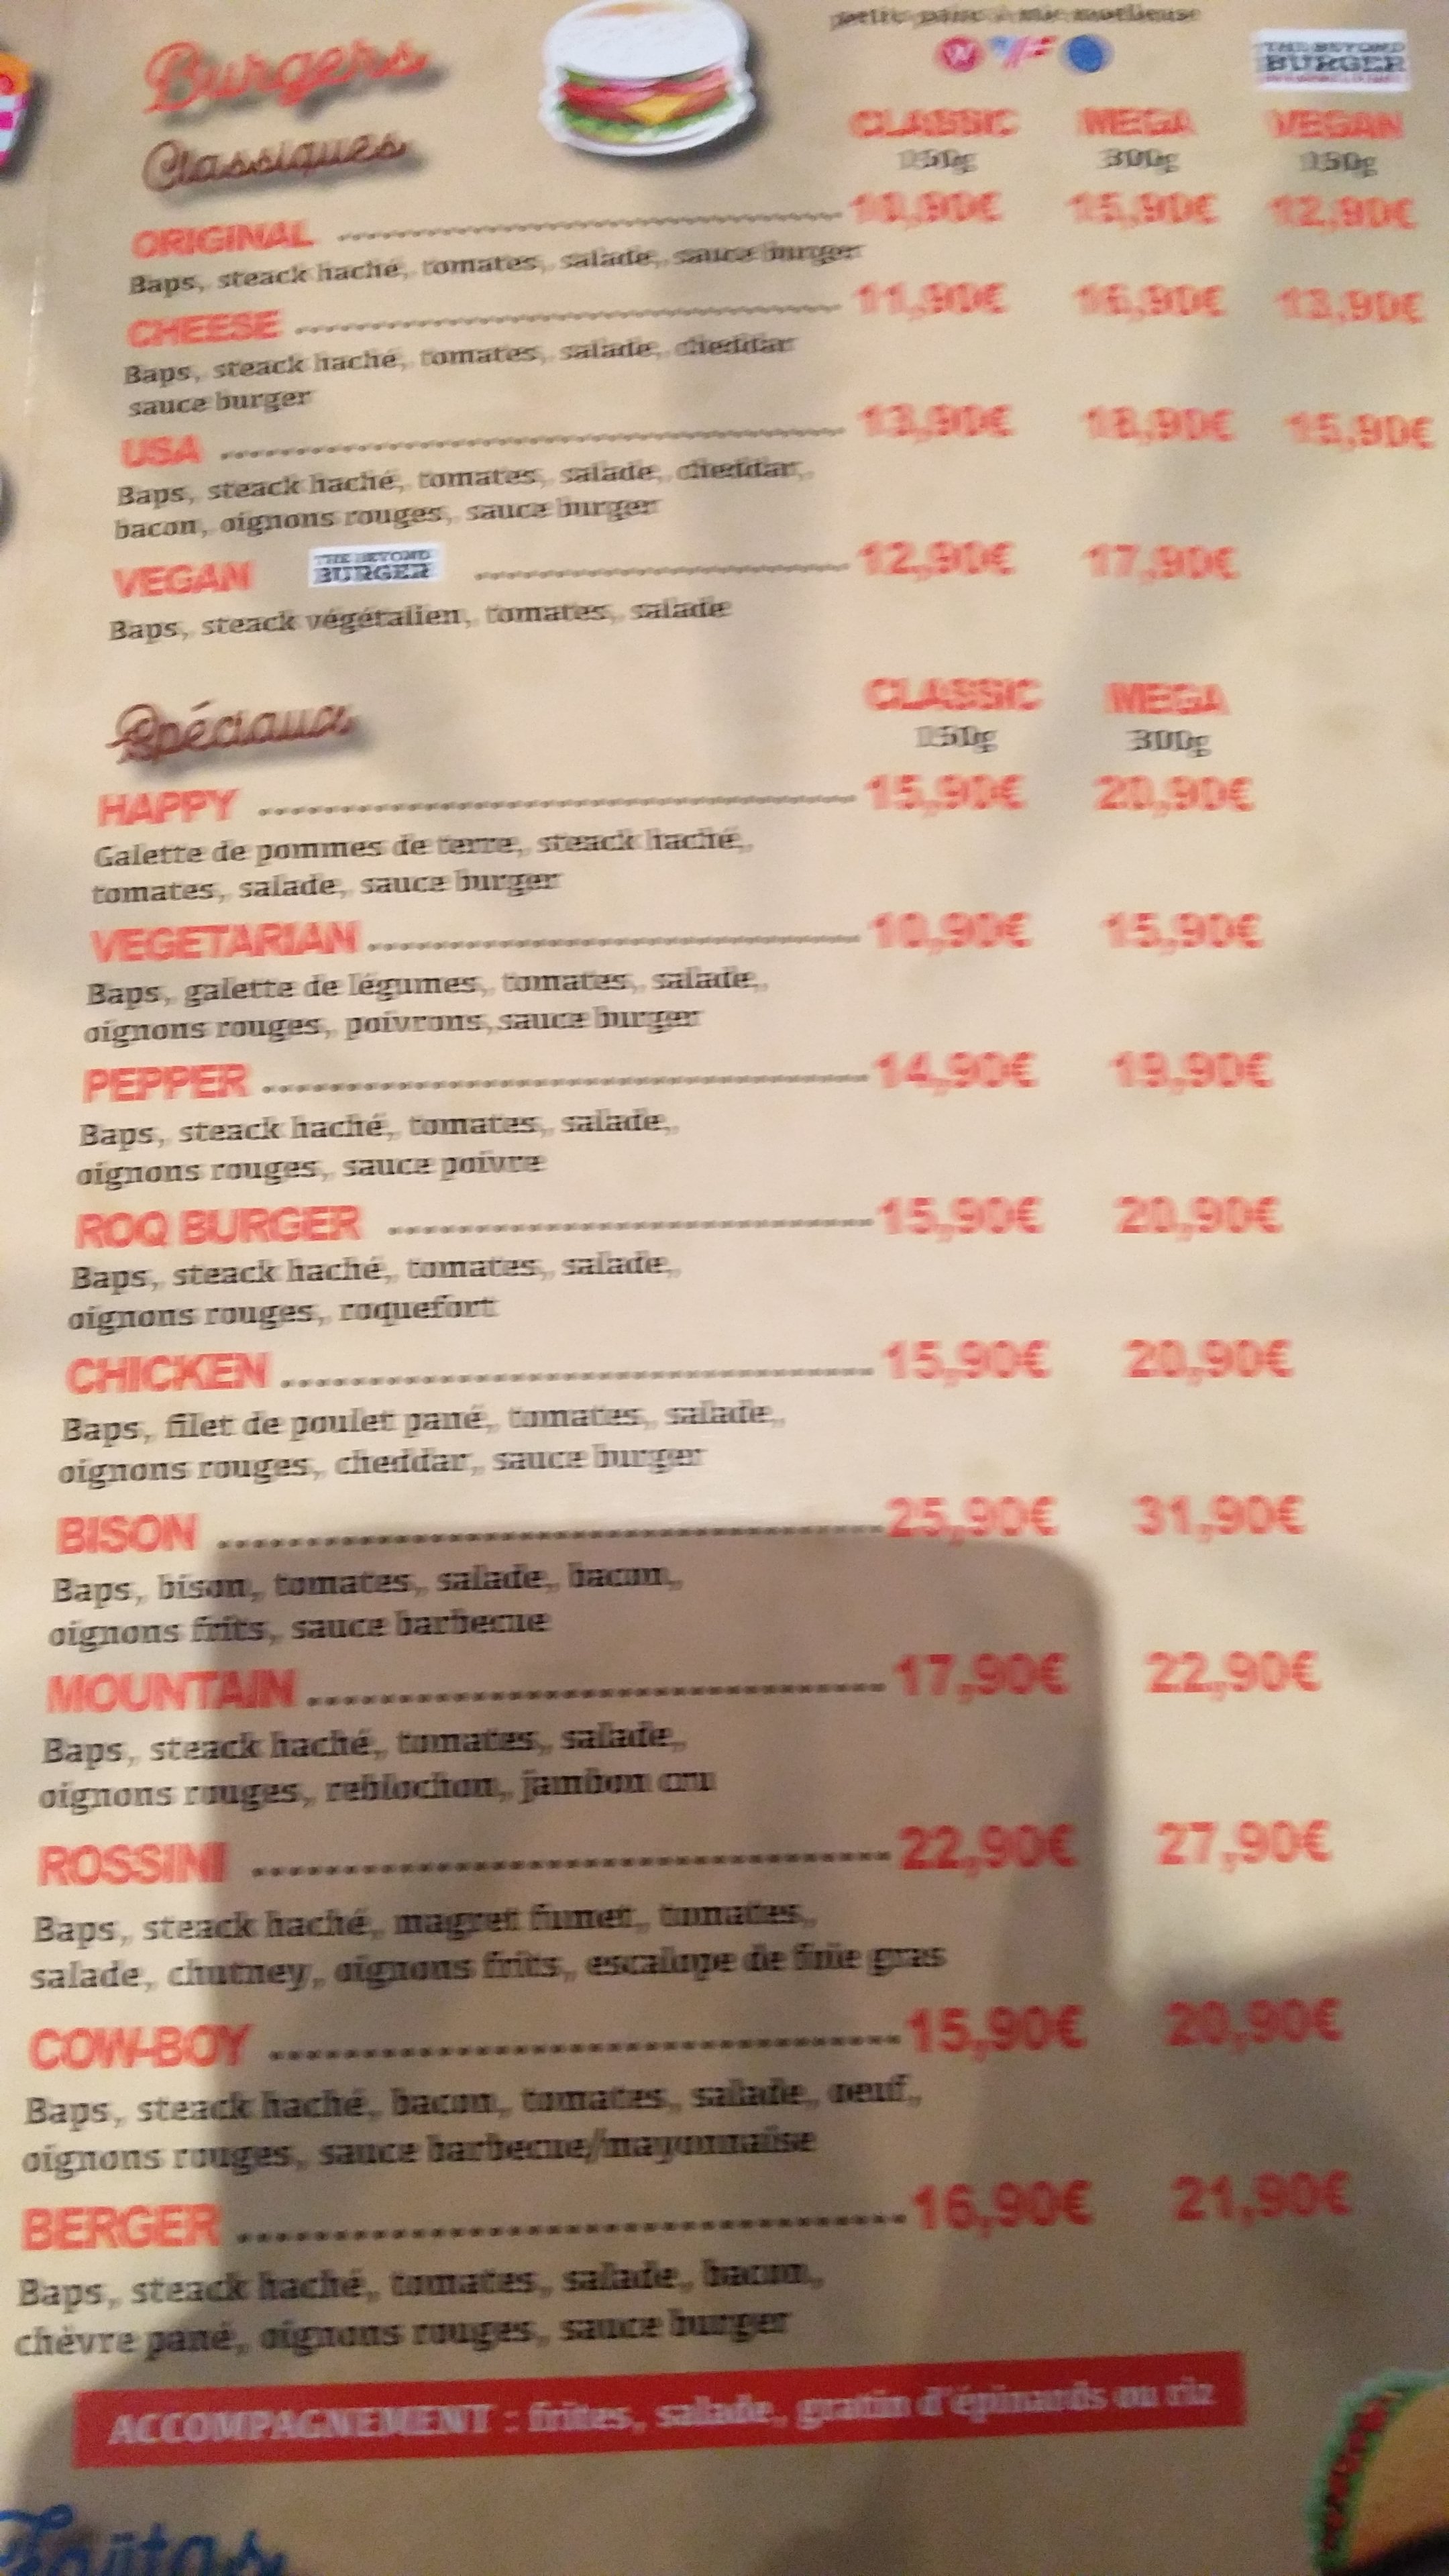 petit pain à mie moelleuse
Burgers
THE BEYOND
BURGER
Classiques
CLASSIC MEGA VEGAN
150g 300g 150g
ORIGINAL 10,90€ 15,90€ 12,90€
Baps, steack haché, tomates, salade, sauce burger
CHEESE 11,90€ 16,90€ 13,90€
Baps, steack haché, tomates, salade, cheddar
sauce burger
USA 13,90€ 18,90€ 15,90€
Baps, steack haché, tomates, salade, cheddar,
bacon, oignons rouges, sauce burger
VEGAN THE BEYOND BURGER 12,90€ 17,90€
Baps, steack végétalien, tomates, salade
Spéciaux
CLASSIC MEGA
150g 300g
HAPPY 15,90€ 20,90€
Galette de pommes de terre, steack haché,
tomates, salade, sauce burger
VEGETARIAN 10,90€ 15,90€
Baps, galette de légumes, tomates, salade,
oignons rouges, poivrons, sauce burger
PEPPER 14,90€ 19,90€
Baps, steack haché, tomates, salade,
oignons rouges, sauce poivre
ROQ BURGER 15,90€ 20,90€
Baps, steack haché, tomates, salade,
oignons rouges, roquefort
CHICKEN 15,90€ 20,90€
Baps, filet de poulet pané, tomates, salade,
oignons rouges, cheddar, sauce burger
BISON 25,90€ 31,90€
Baps, bison, tomates, salade, bacon,
oignons frits, sauce barbecue
MOUNTAIN 17,90€ 22,90€
Baps, steack haché, tomates, salade,
oignons rouges, reblochon, jambon cru
ROSSINI 22,90€ 27,90€
Baps, steack haché, magret fumet, tomates,
salade, chutney, oignons frits, escalope de foie gras
COW-BOY 15,90€ 20,90€
Baps, steack haché, bacon, tomates, salade, oeuf,
oignons rouges, sauce barbecue/mayonnaise
BERGER 16,90€ 21,90€
Baps, steack haché, tomates, salade, bacon,
chèvre pané, oignons rouges, sauce burger
ACCOMPAGNEMENT : frites, salade, gratin d'épinards ou riz
Fajitas